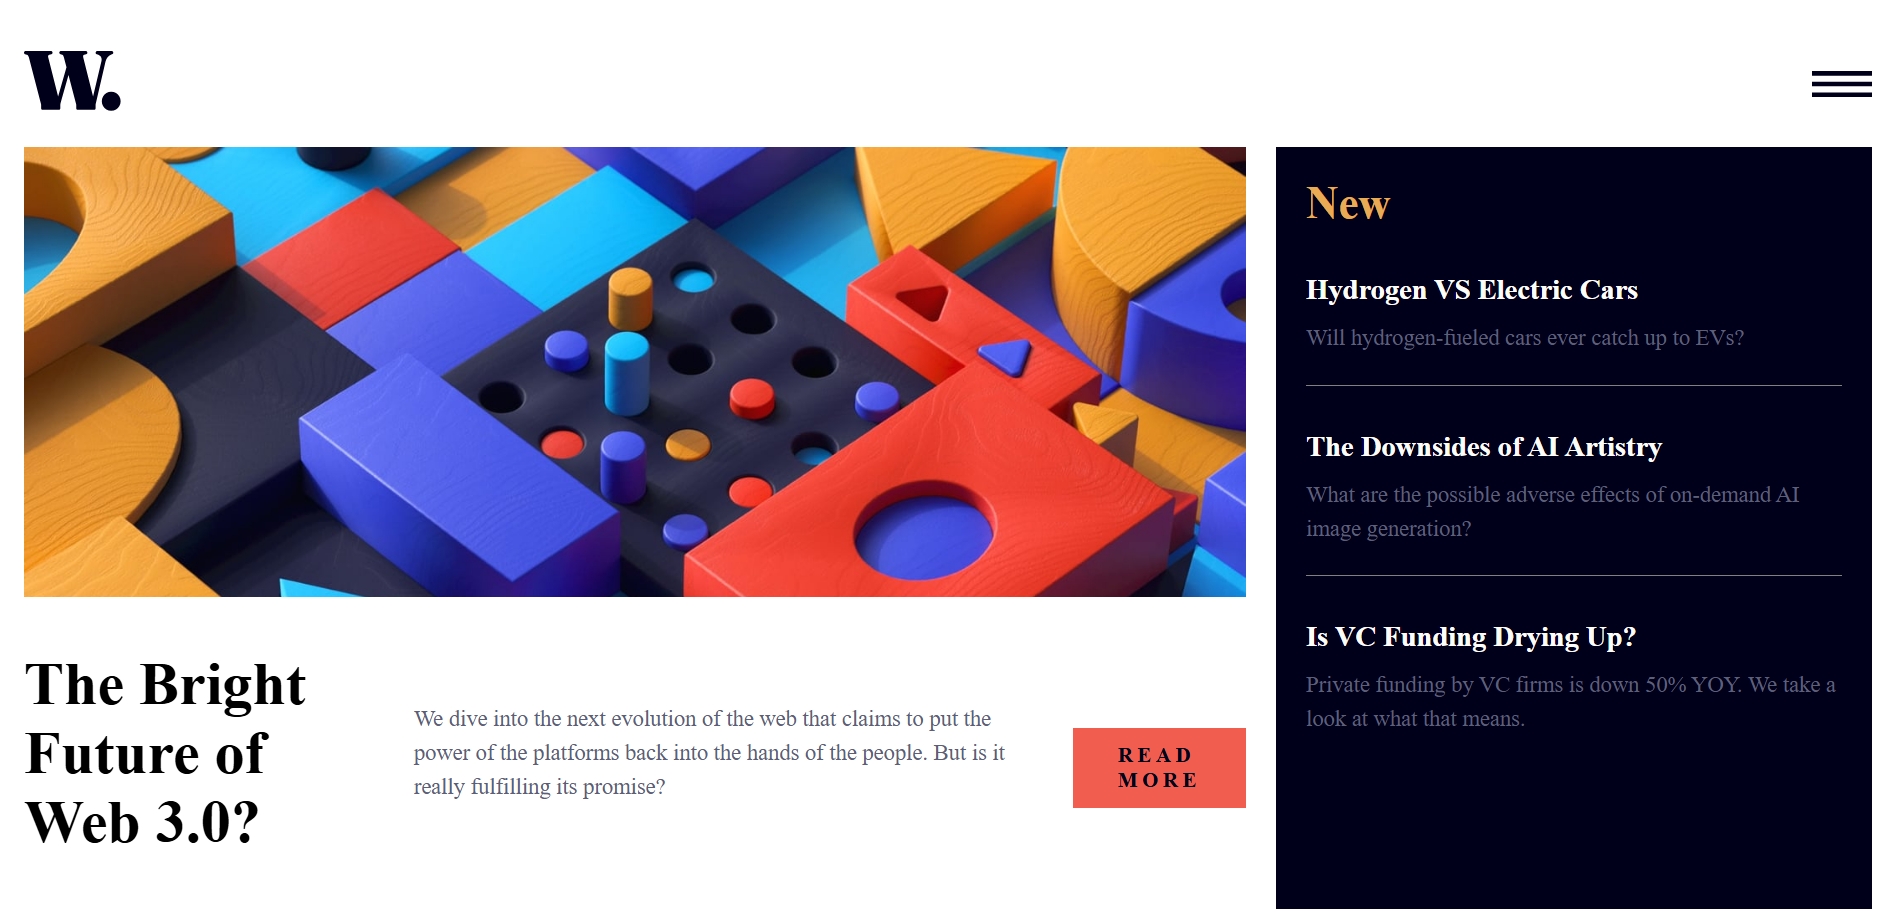 W.
New
Hydrogen VS Electric Cars
Will hydrogen-fueled cars ever catch up to EVs?
The Downsides of AI Artistry
What are the possible adverse effects of on-demand AI
image generation?
Is VC Funding Drying Up?
Private funding by VC firms is down 50% YOY. We take a
look at what that means.
The Bright
Future of
Web 3.0?
We dive into the next evolution of the web that claims to put the
power of the platforms back into the hands of the people. But is it
really fulfilling its promise?
READ
MORE